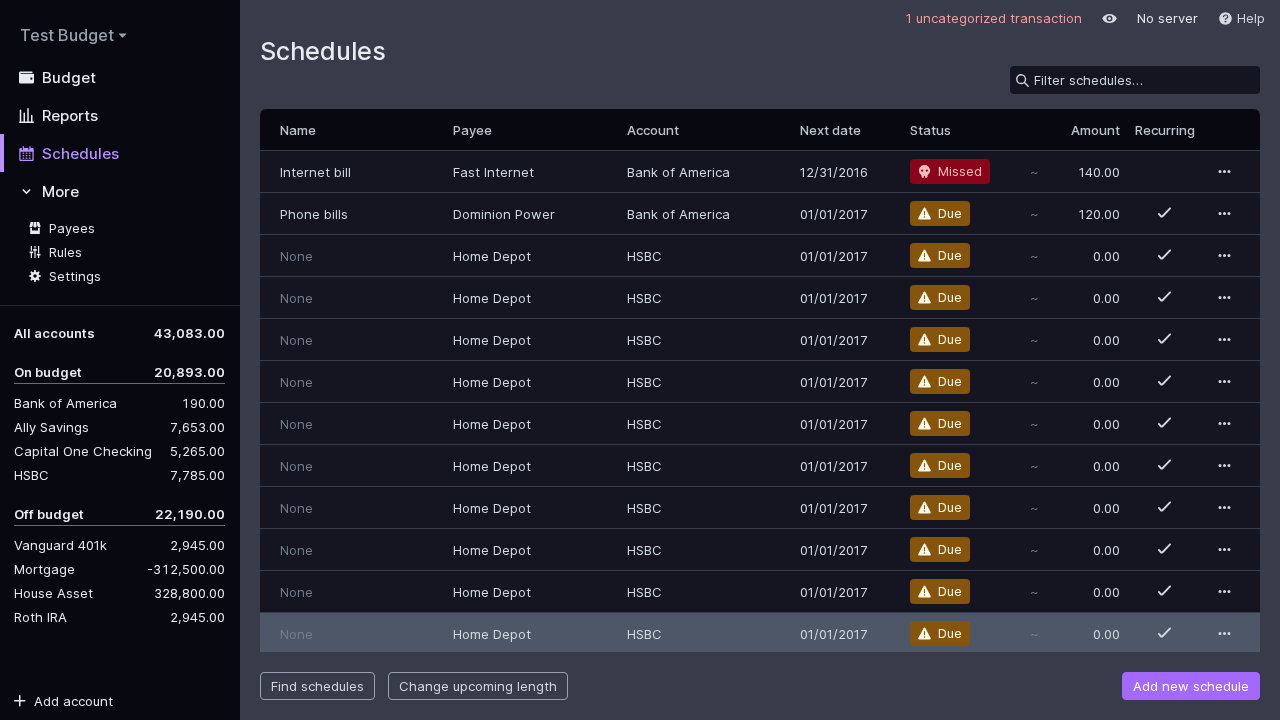 Test Budget
Budget
Reports
Schedules
More
Payees
Rules
Settings
All accounts 43,083.00
On budget 20,893.00
Bank of America 190.00
Ally Savings 7,653.00
Capital One Checking 5,265.00
HSBC 7,785.00
Off budget 22,190.00
Vanguard 401k 2,945.00
Mortgage -312,500.00
House Asset 328,800.00
Roth IRA 2,945.00
Add account
1 uncategorized transaction No server Help
Schedules
Filter schedules…
Name Payee Account Next date Status Amount Recurring
Internet bill Fast Internet Bank of America 12/31/2016 Missed ~ 140.00
Phone bills Dominion Power Bank of America 01/01/2017 Due ~ 120.00
None Home Depot HSBC 01/01/2017 Due ~ 0.00
None Home Depot HSBC 01/01/2017 Due ~ 0.00
None Home Depot HSBC 01/01/2017 Due ~ 0.00
None Home Depot HSBC 01/01/2017 Due ~ 0.00
None Home Depot HSBC 01/01/2017 Due ~ 0.00
None Home Depot HSBC 01/01/2017 Due ~ 0.00
None Home Depot HSBC 01/01/2017 Due ~ 0.00
None Home Depot HSBC 01/01/2017 Due ~ 0.00
None Home Depot HSBC 01/01/2017 Due ~ 0.00
None Home Depot HSBC 01/01/2017 Due ~ 0.00
Find schedules Change upcoming length Add new schedule